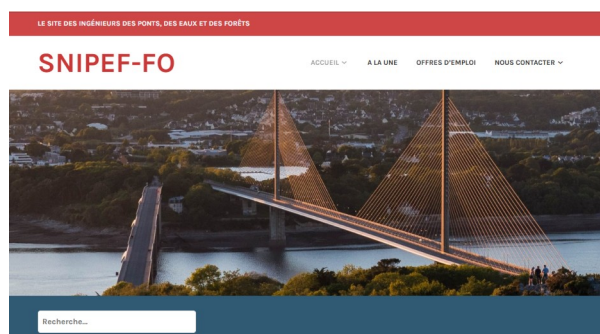 LE SITE DES INGÉNIEURS DES PONTS, DES EAUX ET DES FORÊTS
SNIPEF-FO
ACCUEIL A LA UNE OFFRES D'EMPLOI NOUS CONTACTER
Recherche...